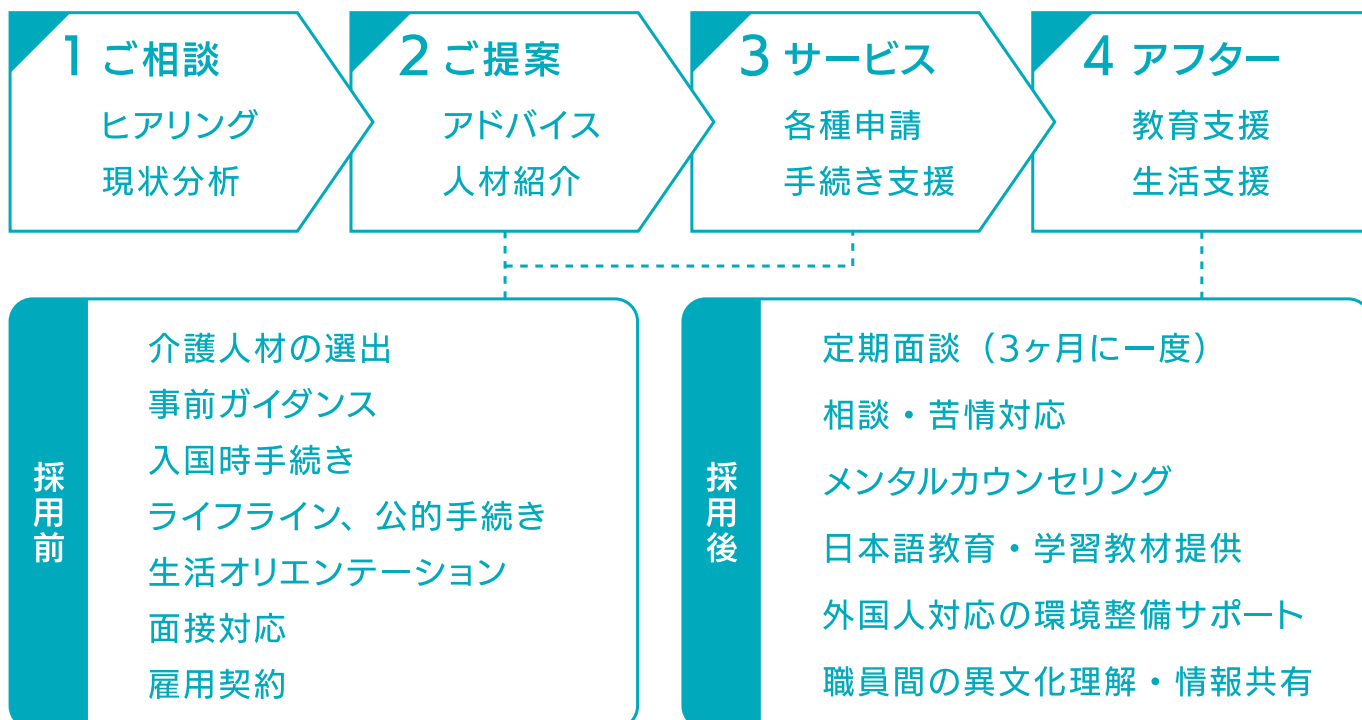 1 ご相談
ヒアリング
現状分析
2 ご提案
アドバイス
人材紹介
3 サービス
各種申請
手続き支援
4 アフター
教育支援
生活支援
採用前
介護人材の選出
事前ガイダンス
入国時手続き
ライフライン、公的手続き
生活オリエンテーション
面接対応
雇用契約
採用後
定期面談（3ヶ月に一度）
相談・苦情対応
メンタルカウンセリング
日本語教育・学習教材提供
外国人対応の環境整備サポート
職員間の異文化理解・情報共有